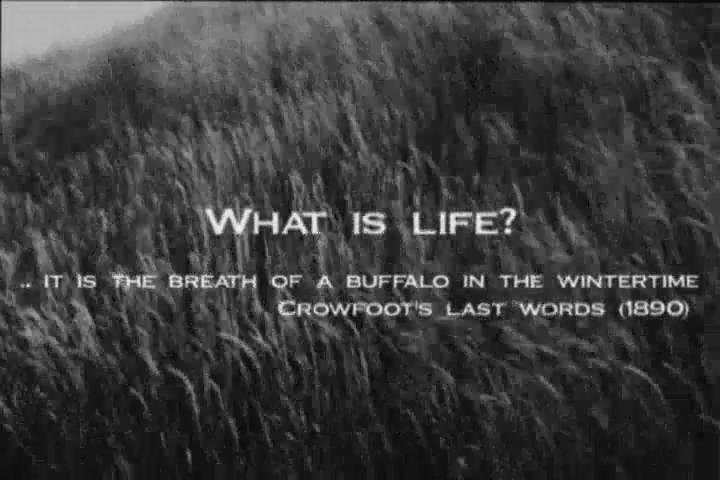 What is life?
.. it is the breath of a buffalo in the wintertime
Crowfoot's last words (1890)